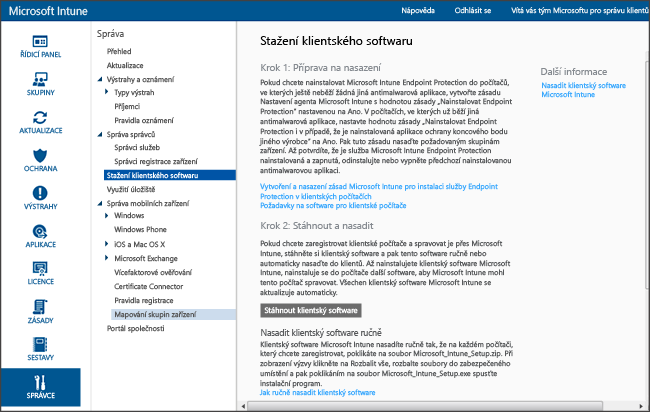 Microsoft Intune
Nápověda
Odhlásit se
Vítá vás tým Microsoftu pro správu klientů
ŘÍDICÍ PANEL
SKUPINY
AKTUALIZACE
OCHRANA
VÝSTRAHY
APLIKACE
LICENCE
ZÁSADY
SESTAVY
SPRÁVCE
Správa
Přehled
Aktualizace
Výstrahy a oznámení
Typy výstrah
Příjemci
Pravidla oznámení
Správa správců
Správci služeb
Správci registrace zařízení
Stažení klientského softwaru
Využití úložiště
Správa mobilních zařízení
Windows
Windows Phone
iOS a Mac OS X
Microsoft Exchange
Vícefaktorové ověřování
Certificate Connector
Pravidla registrace
Mapování skupin zařízení
Portál společnosti
Stažení klientského softwaru
Krok 1: Příprava na nasazení
Pokud chcete nainstalovat Microsoft Intune Endpoint Protection do počítačů,
ve kterých ještě neběží žádná jiná antimalwarová aplikace, vytvořte zásadu
Nastavení agenta Microsoft Intune s hodnotou zásady „Nainstalovat Endpoint
Protection" nastavenou na Ano. V počítačích, ve kterých už běží jiná
antimalwarová aplikace, nastavte hodnotu zásady „Nainstalovat Endpoint
Protection i v případě, že je nainstalovaná aplikace ochrany koncového bodu
jiného výrobce" na Ano. Pak tuto zásadu nasaďte požadovaným skupinám
zařízení. Až potvrdíte, že je služba Microsoft Intune Endpoint Protection
nainstalovaná a zapnutá, odinstalujte nebo vypněte předchozí nainstalovanou
antimalwarovou aplikaci.
Vytvoření a nasazení zásad Microsoft Intune pro instalaci služby Endpoint
Protection v klientských počítačích
Požadavky na software pro klientské počítače
Krok 2: Stáhnout a nasadit
Pokud chcete zaregistrovat klientské počítače a spravovat je přes Microsoft
Intune, stáhněte si klientský software a pak tento software ručně nebo
automaticky nasaďte do klientů. Až nainstalujete klientský software Microsoft
Intune, nainstaluje se do počítače další software, aby Microsoft Intune mohl
tento počítač spravovat. Všechen klientský software Microsoft Intune se
aktualizuje automaticky.
Stáhnout klientský software
Nasadit klientský software ručně
Klientský software Microsoft Intune nasadíte ručně tak, že na každém počítači,
který chcete zaregistrovat, poklikáte na soubor Microsoft_Intune_Setup.zip. Při
zobrazení výzvy klikněte na Rozbalit vše, rozbalte soubory do zabezpečeného
umístění a pak poklikáním na soubor Microsoft_Intune_Setup.exe spusťte
instalační program.
Jak ručně nasadit klientský software
Další informace
Nasadit klientský software
Microsoft Intune